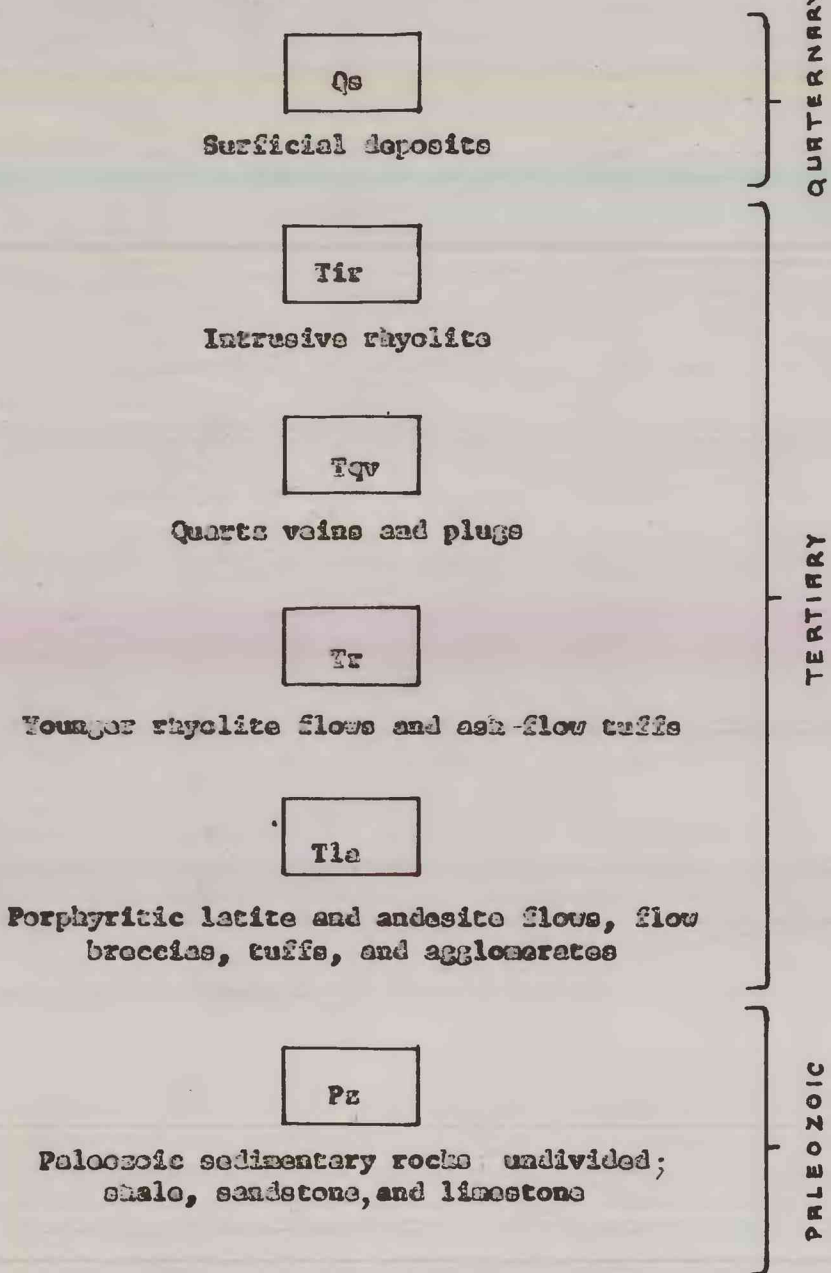 Qs
Surficial deposits
QUATERNARY
Tir
Intrusive rhyolite
Tqv
Quartz veins and plugs
Tr
Younger rhyolite flows and ash-flow tuffs
Tla
Porphyritic latite and andesite flows, flow
breccias, tuffs, and agglomerates
TERTIARY
Pz
Paleozoic sedimentary rocks undivided;
shale, sandstone, and limestone
PALEOZOIC